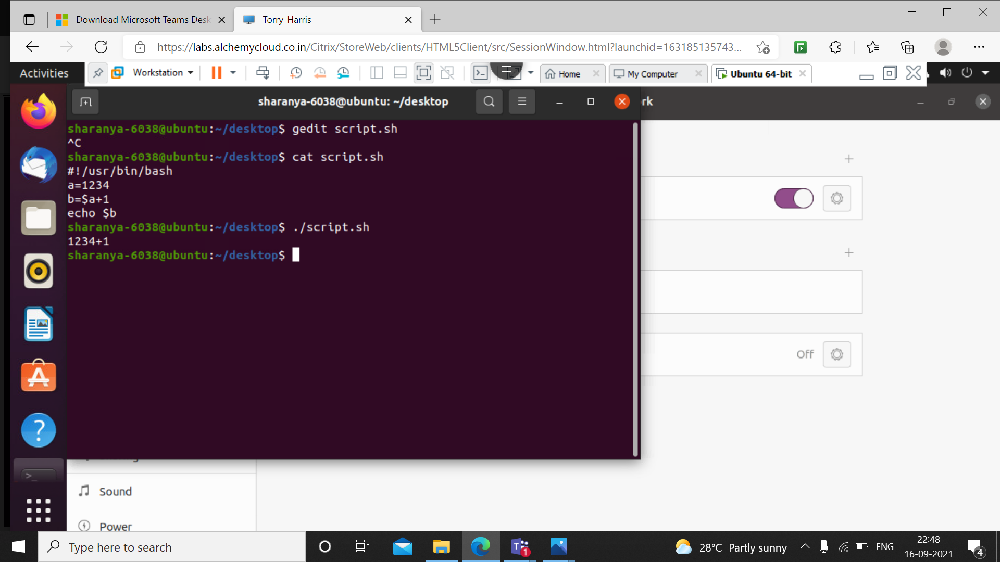 Download Microsoft Teams Desk
Torry-Harris
https://labs.alchemycloud.co.in/Citrix/StoreWeb/clients/HTML5Client/src/SessionWindow.html?launchid=163185135743...
Activities
Workstation
Home
My Computer
Ubuntu 64-bit
sharanya-6038@ubuntu: ~/desktop
rk
sharanya-6038@ubuntu:~/desktop$ gedit script.sh
^C
sharanya-6038@ubuntu:~/desktop$ cat script.sh
#!/usr/bin/bash
a=1234
b=$a+1
echo $b
sharanya-6038@ubuntu:~/desktop$ ./script.sh
1234+1
sharanya-6038@ubuntu:~/desktop$
Off
Sound
Power
Type here to search
T
1
28°C Partly sunny
ENG
22:48
16-09-2021
4